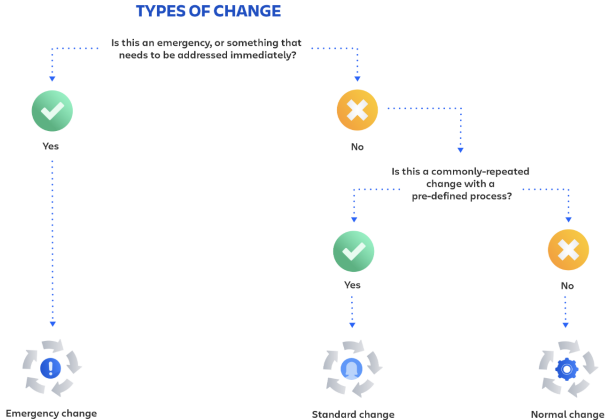 TYPES OF CHANGE
Is this an emergency, or something that
needs to be addressed immediately?
Yes
No
Is this a commonly-repeated
change with a
pre-defined process?
Yes
No
Emergency change
Standard change
Normal change